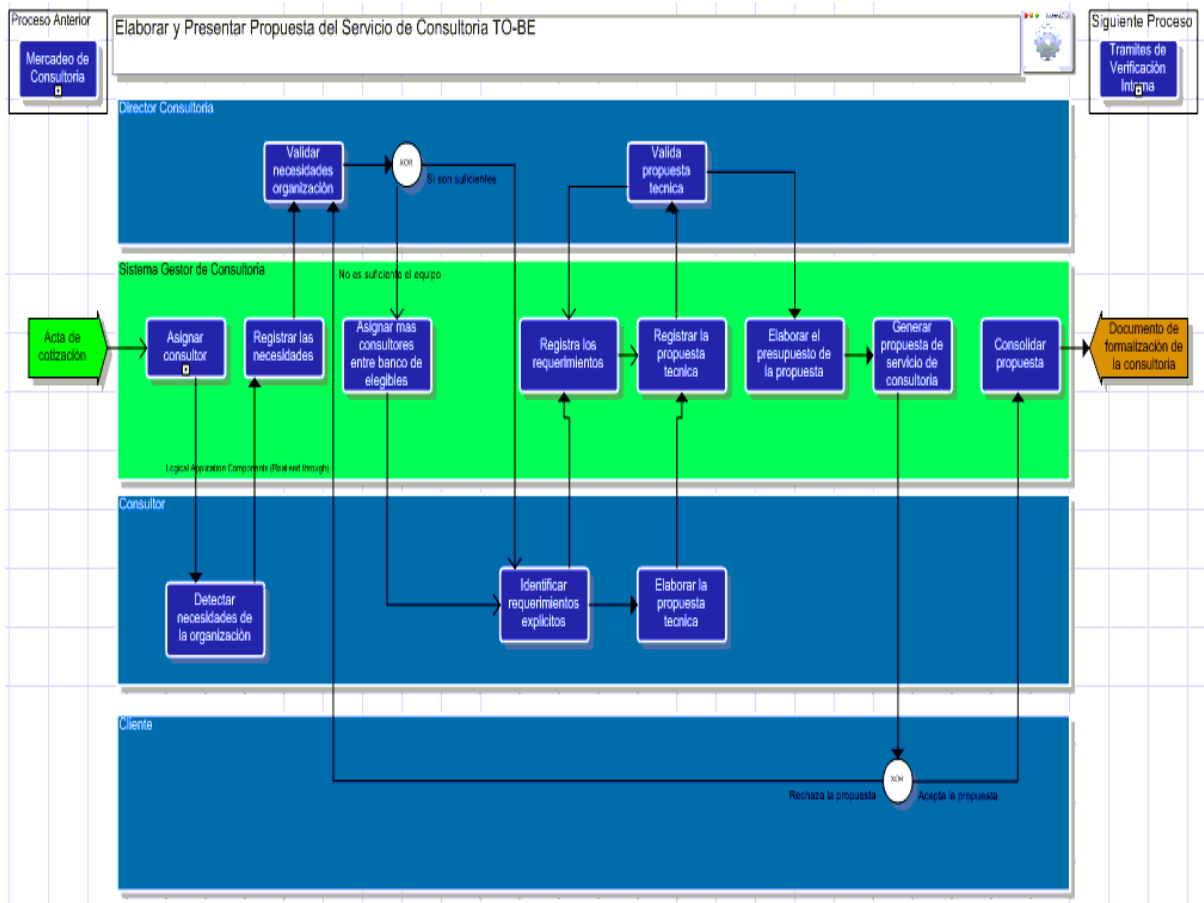 Proceso Anterior
Mercadeo de
Consultoria
Elaborar y Presentar Propuesta del Servicio de Consultoria TO-BE
Siguiente Proceso
Tramites de
Verificación
Interna
Director Consultoria
Validar
necesidades
organización
XOR
Si son suficientes
Valida
propuesta
tecnica
Sistema Gestor de Consultoria
No es suficiente el equipo
Acta de
cotización
Asignar
consultor
Registrar las
necesidades
Asignar mas
consultores
entre banco de
elegibles
Registra los
requerimientos
Registrar la
propuesta
tecnica
Elaborar el
presupuesto de
la propuesta
Generar
propuesta de
servicio de
consultoria
Consolidar
propuesta
Documento de
formalización de
la consultoria
Logical Application Components (Realised through)
Consultor
Detectar
necesidades de
la organización
Identificar
requerimientos
explicitos
Elaborar la
propuesta
tecnica
Cliente
XOR
Rechaza la propuesta
Acepta la propuesta